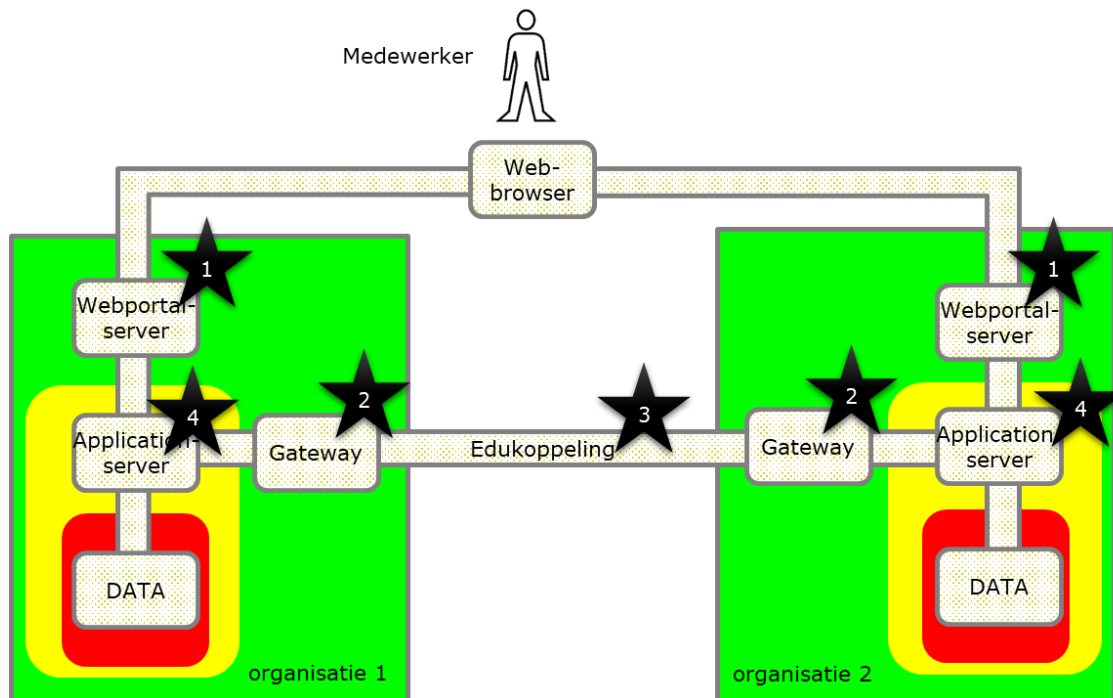 Medewerker
Web-
browser
1
1
Webportal-
server
Webportal-
server
2
3
2
4
4
Application-
server
Gateway
Edukoppeling
Gateway
Application
server
DATA
DATA
organisatie 1
organisatie 2